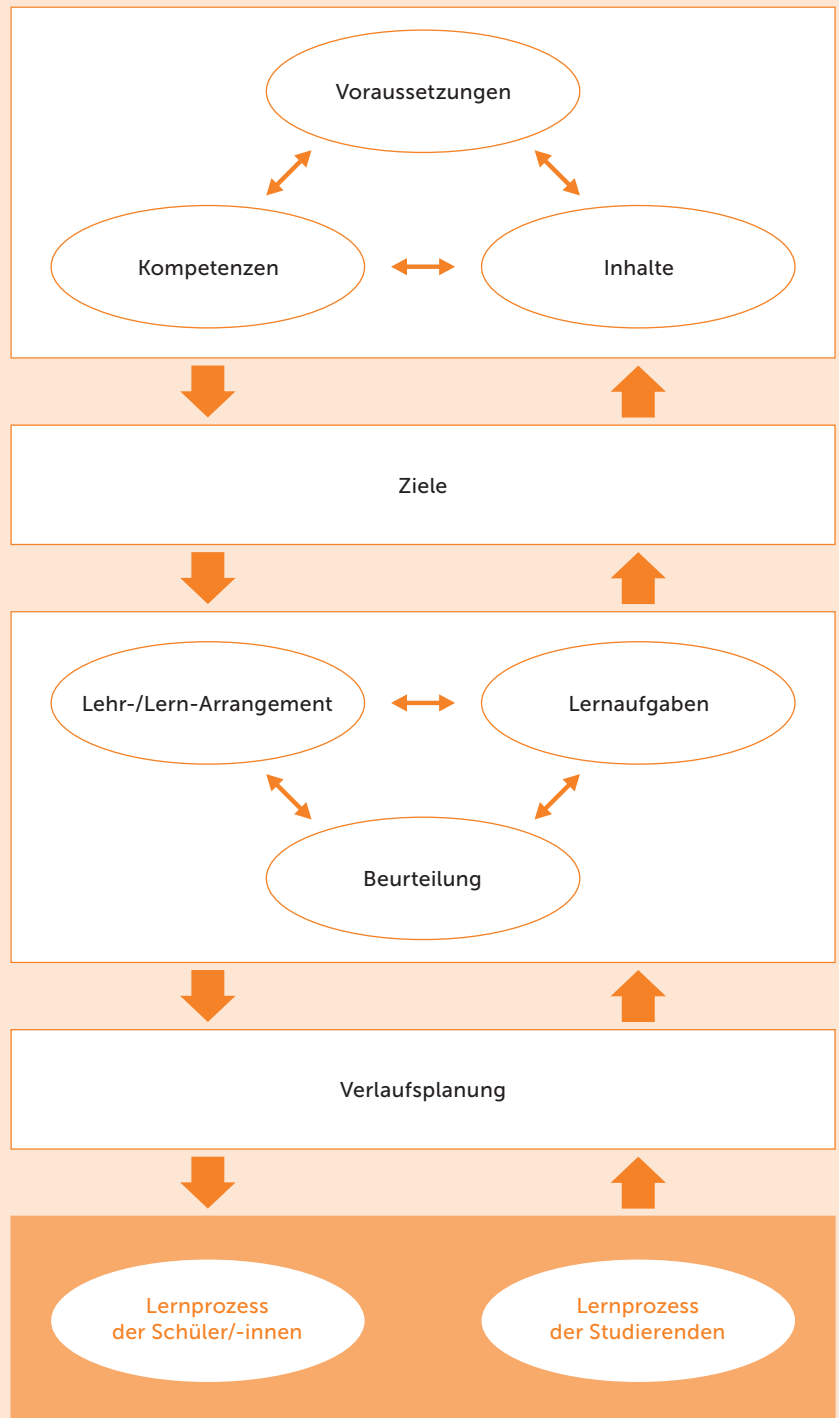 Voraussetzungen
Kompetenzen
Inhalte
Ziele
Lehr-/Lern-Arrangement
Lernaufgaben
Beurteilung
Verlaufsplanung
Lernprozess
der Schüler/-innen
Lernprozess
der Studierenden